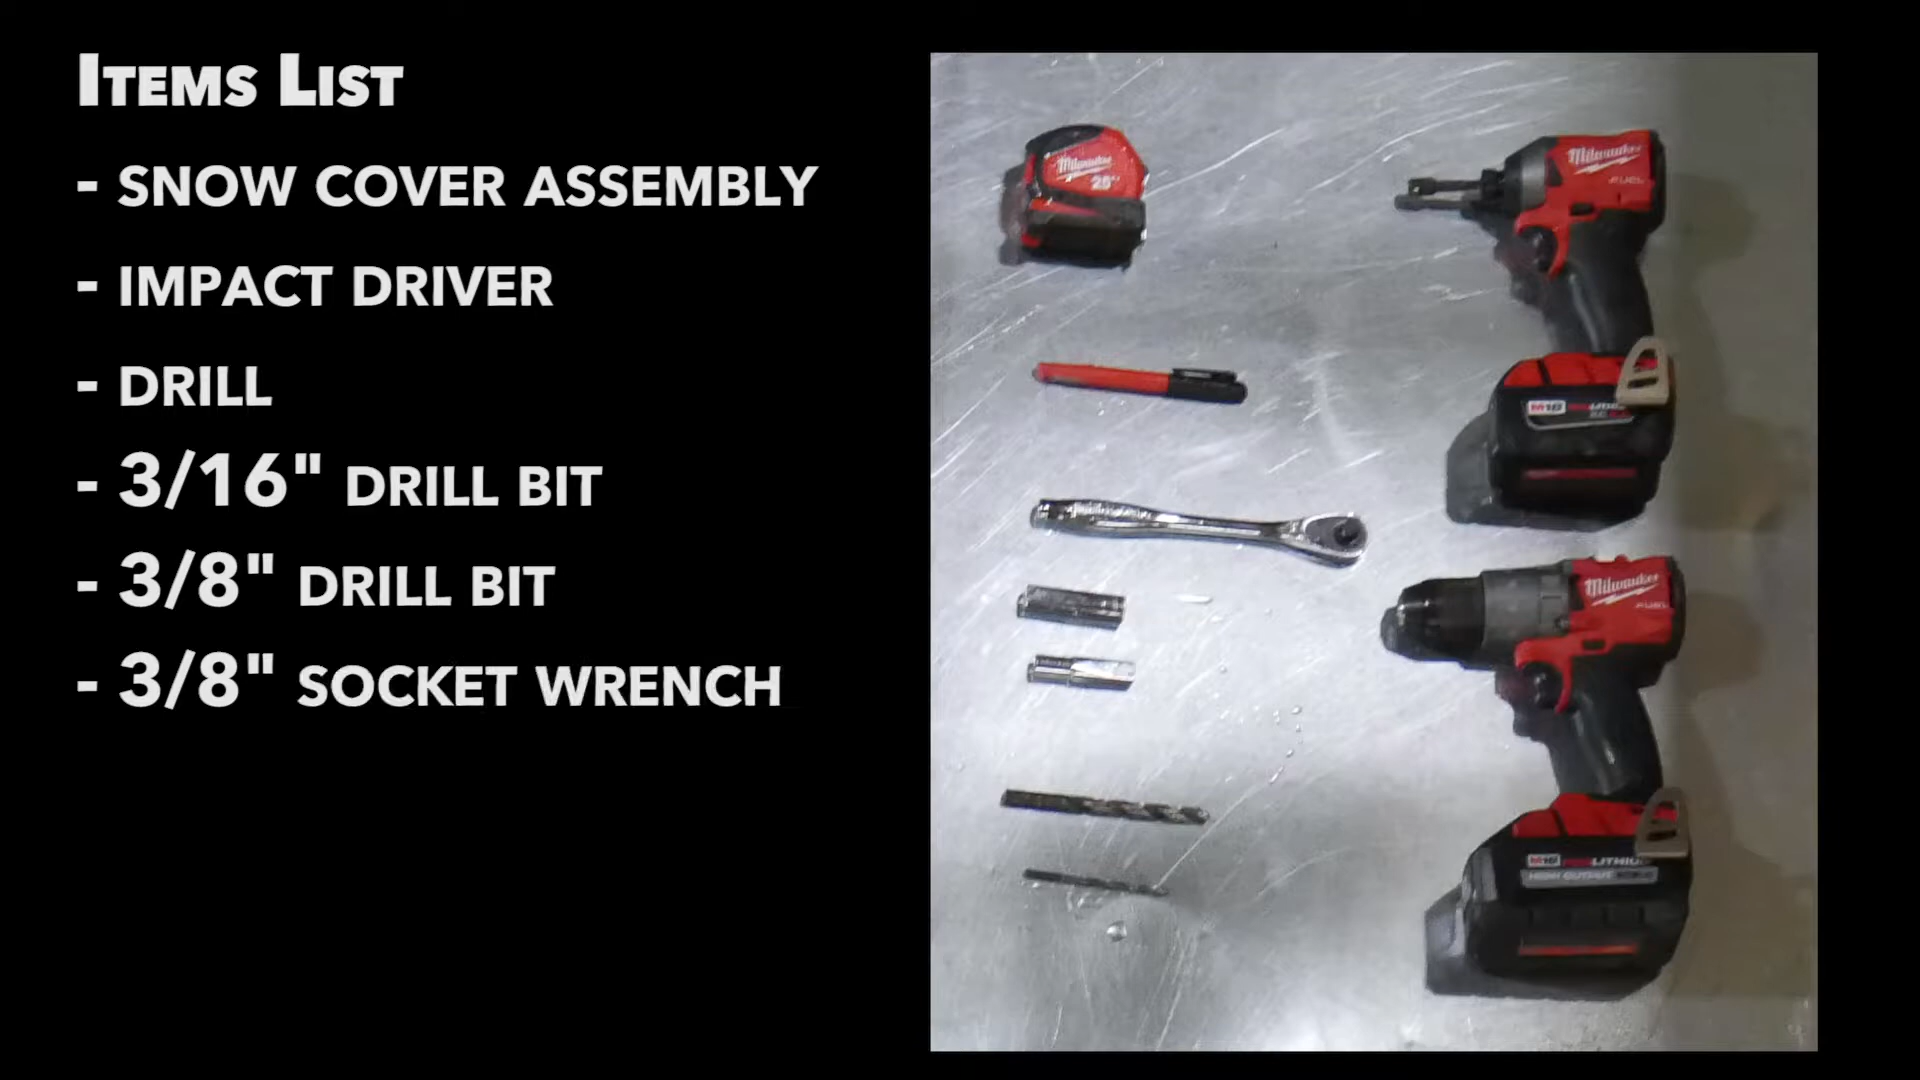 ITEMS LIST
- SNOW COVER ASSEMBLY
- IMPACT DRIVER
- DRILL
- 3/16" DRILL BIT
- 3/8" DRILL BIT
- 3/8" SOCKET WRENCH
Milwaukee
25'
Milwaukee
FUEL
M18
Milwaukee
FUEL
M18 LITHIUM
HIGH OUTPUT